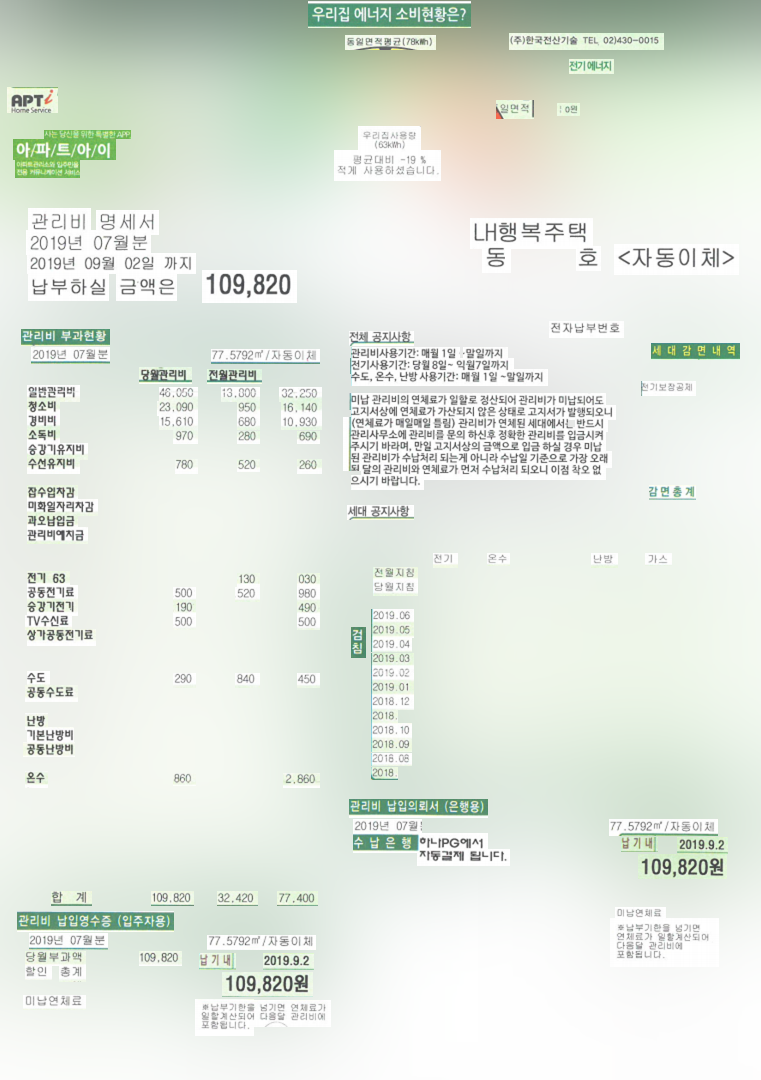 우리집 에너지 소비현황은?
동일면적평균(78kWh)
(주)한국전산기술 TEL 02)430-0015
전기에너지
APTi
Home Service
일면적 0원
사는 당신을 위한 특별한 APP
아/파/트/아/이
아파트관리소와 입주민을
전용 커뮤니케이션 서비스
우리집사용량
(63kWh)
평균대비 -19 %
적게 사용하셨습니다.
관리비 명세서
2019년 07월분
2019년 09월 02일 까지
납부하실 금액은 109,820
LH행복주택
동 호 <자동이체>
관리비 부과현황
2019년 07월분 77.5792㎡/자동이체
당월관리비 전월관리비
일반관리비 46,050 13,800 32,250
청소비 23,090 950 16,140
경비비 15,610 680 10,930
소독비 970 280 690
승강기유지비
수선유지비 780 520 260
잡수입차감
미화일자리차감
과오납입금
관리비예치금
전기 63 130 030
공동전기료 500 520 980
승강기전기 190 490
TV수신료 500 500
상가공동전기료
수도 290 840 450
공동수도료
난방
기본난방비
공동난방비
온수 860 2,860
합 계 109,820 32,420 77,400
전자납부번호
전체 공지사항
관리비사용기간: 매월 1일 ~말일까지
전기사용기간: 당월 8일~ 익월7일까지
수도, 온수, 난방 사용기간: 매월 1일 ~말일까지
미납 관리비의 연체료가 일할로 정산되어 관리비가 미납되어도
고지서상에 연체료가 가산되지 않은 상태로 고지서가 발행되오니
(연체료가 매일매일 틀림) 관리비가 연체된 세대에서는 반드시
관리사무소에 관리비를 문의 하신후 정확한 관리비를 입금시켜
주시기 바라며, 만일 고지서상의 금액으로 입금 하실 경우 미납
된 관리비가 수납처리 되는게 아니라 수납일 기준으로 가장 오래
된 달의 관리비와 연체료가 먼저 수납처리 되오니 이점 착오 없
으시기 바랍니다.
세대 공지사항
세대감면내역
전기보장공제
감면총계
전기 온수 난방 가스
전월지침
당월지침
검침
2019.06
2019.05
2019.04
2019.03
2019.02
2019.01
2018.12
2018.
2018.10
2018.09
2018.08
2018.
관리비 납입의뢰서 (은행용)
2019년 07월 77.5792㎡/자동이체
수납은행 하나PG에서
자동결제 됩니다.
납기내 2019.9.2
109,820원
미납연체료
※납부기한을 넘기면
연체료가 일할계산되어
다음달 관리비에
포함됩니다.
관리비 납입영수증 (입주자용)
2019년 07월분 77.5792㎡/자동이체
당월부과액 109,820 납기내 2019.9.2
할인 총계
109,820원
미납연체료
※납부기한을 넘기면 연체료가
일할계산되어 다음달 관리비에
포함됩니다.